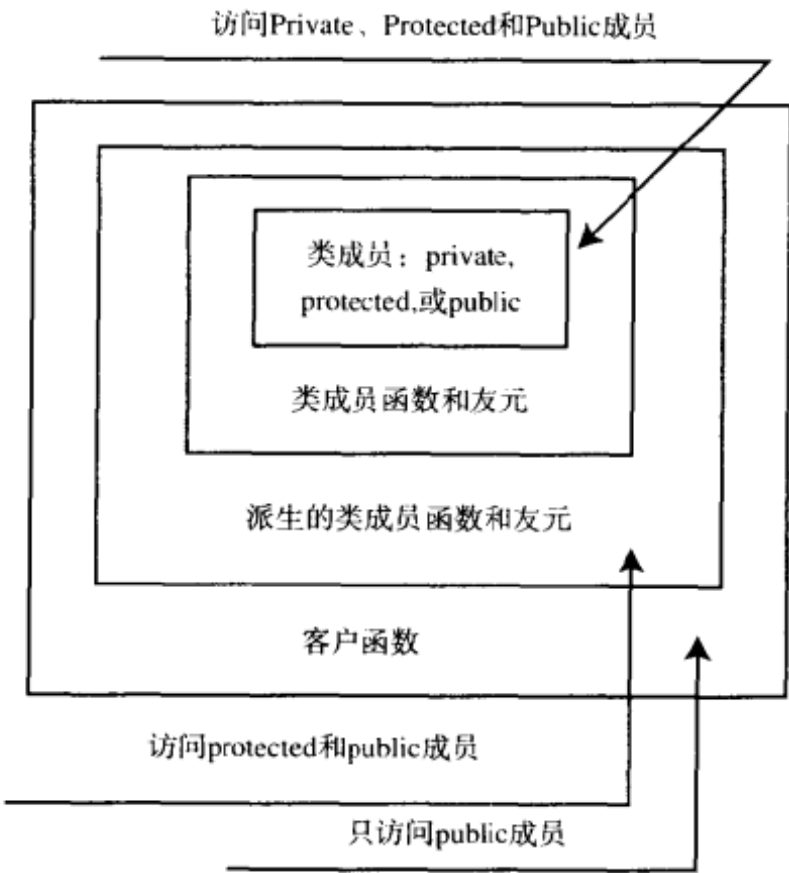 访问Private、Protected和Public成员
类成员：private,
protected,或public
类成员函数和友元
派生的类成员函数和友元
客户函数
访问protected和public成员
只访问public成员